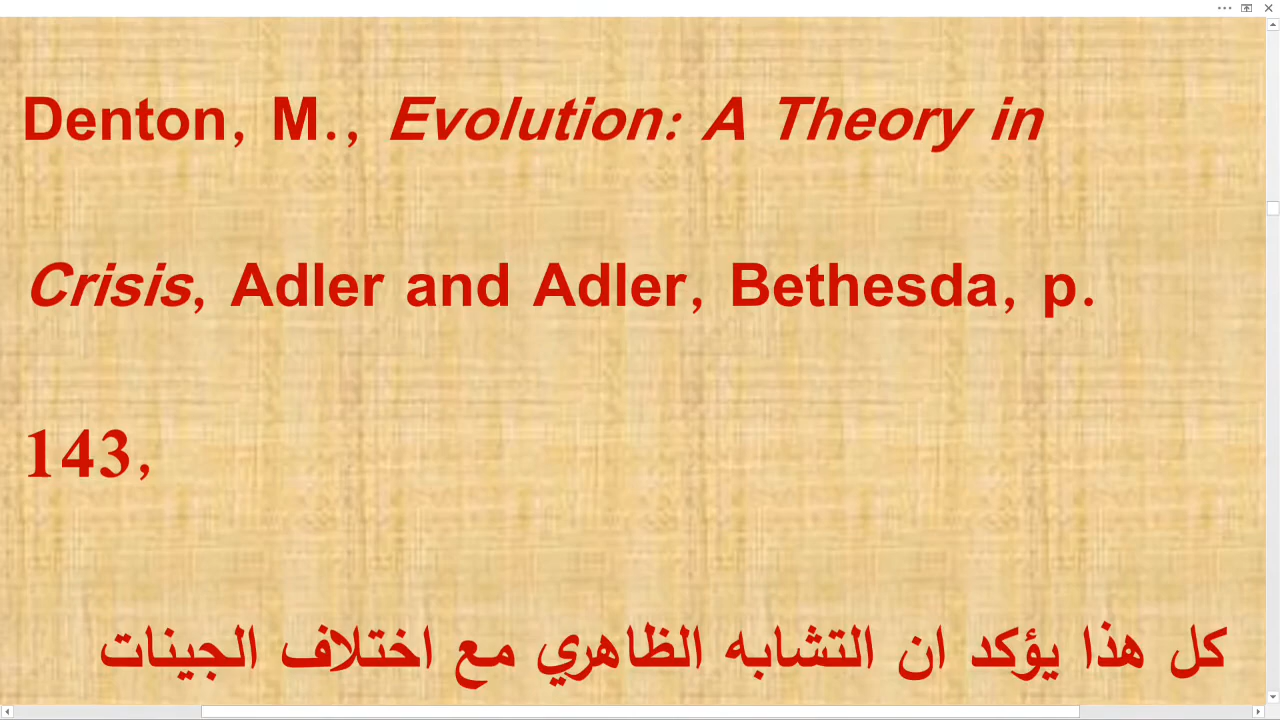 Denton, M., Evolution: A Theory in
Crisis, Adler and Adler, Bethesda, p.
143,
كل هذا يؤكد ان التشابه الظاهري مع اختلاف الجينات